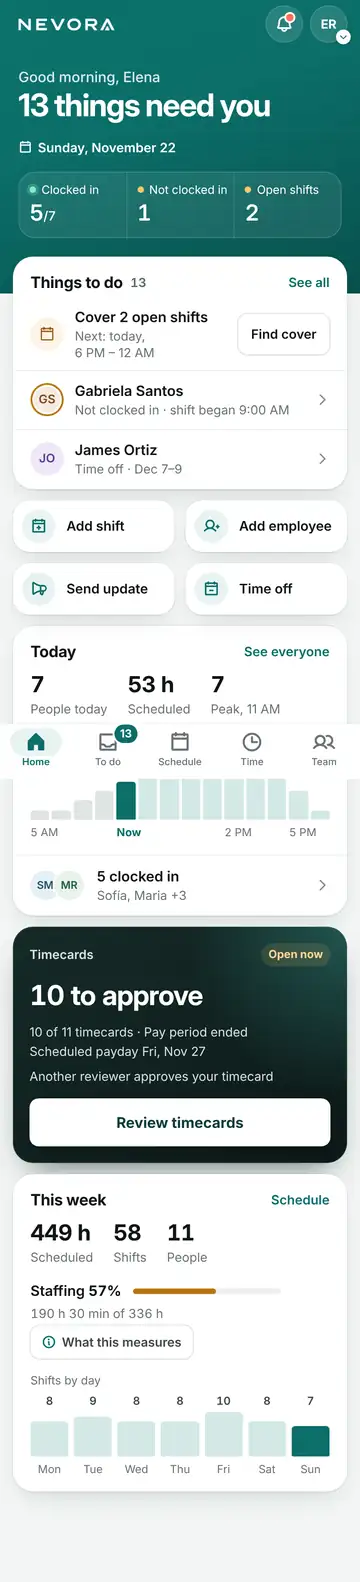 NEVORA
ER
Good morning, Elena
13 things need you
Sunday, November 22
Clocked in
5/7
Not clocked in
1
Open shifts
2
Things to do 13
See all
Cover 2 open shifts
Next: today,
6 PM – 12 AM
Find cover
GS
Gabriela Santos
Not clocked in · shift began 9:00 AM
JO
James Ortiz
Time off · Dec 7–9
Add shift
Add employee
Send update
Time off
Today
See everyone
7
People today
53 h
Scheduled
7
Peak, 11 AM
Home
13
To do
Schedule
Time
Team
5 AM
Now
2 PM
5 PM
SM
MR
5 clocked in
Sofía, Maria +3
Timecards
Open now
10 to approve
10 of 11 timecards · Pay period ended
Scheduled payday Fri, Nov 27
Another reviewer approves your timecard
Review timecards
This week
Schedule
449 h
Scheduled
58
Shifts
11
People
Staffing 57%
190 h 30 min of 336 h
What this measures
Shifts by day
8 9 8 8 10 8 7
Mon Tue Wed Thu Fri Sat Sun